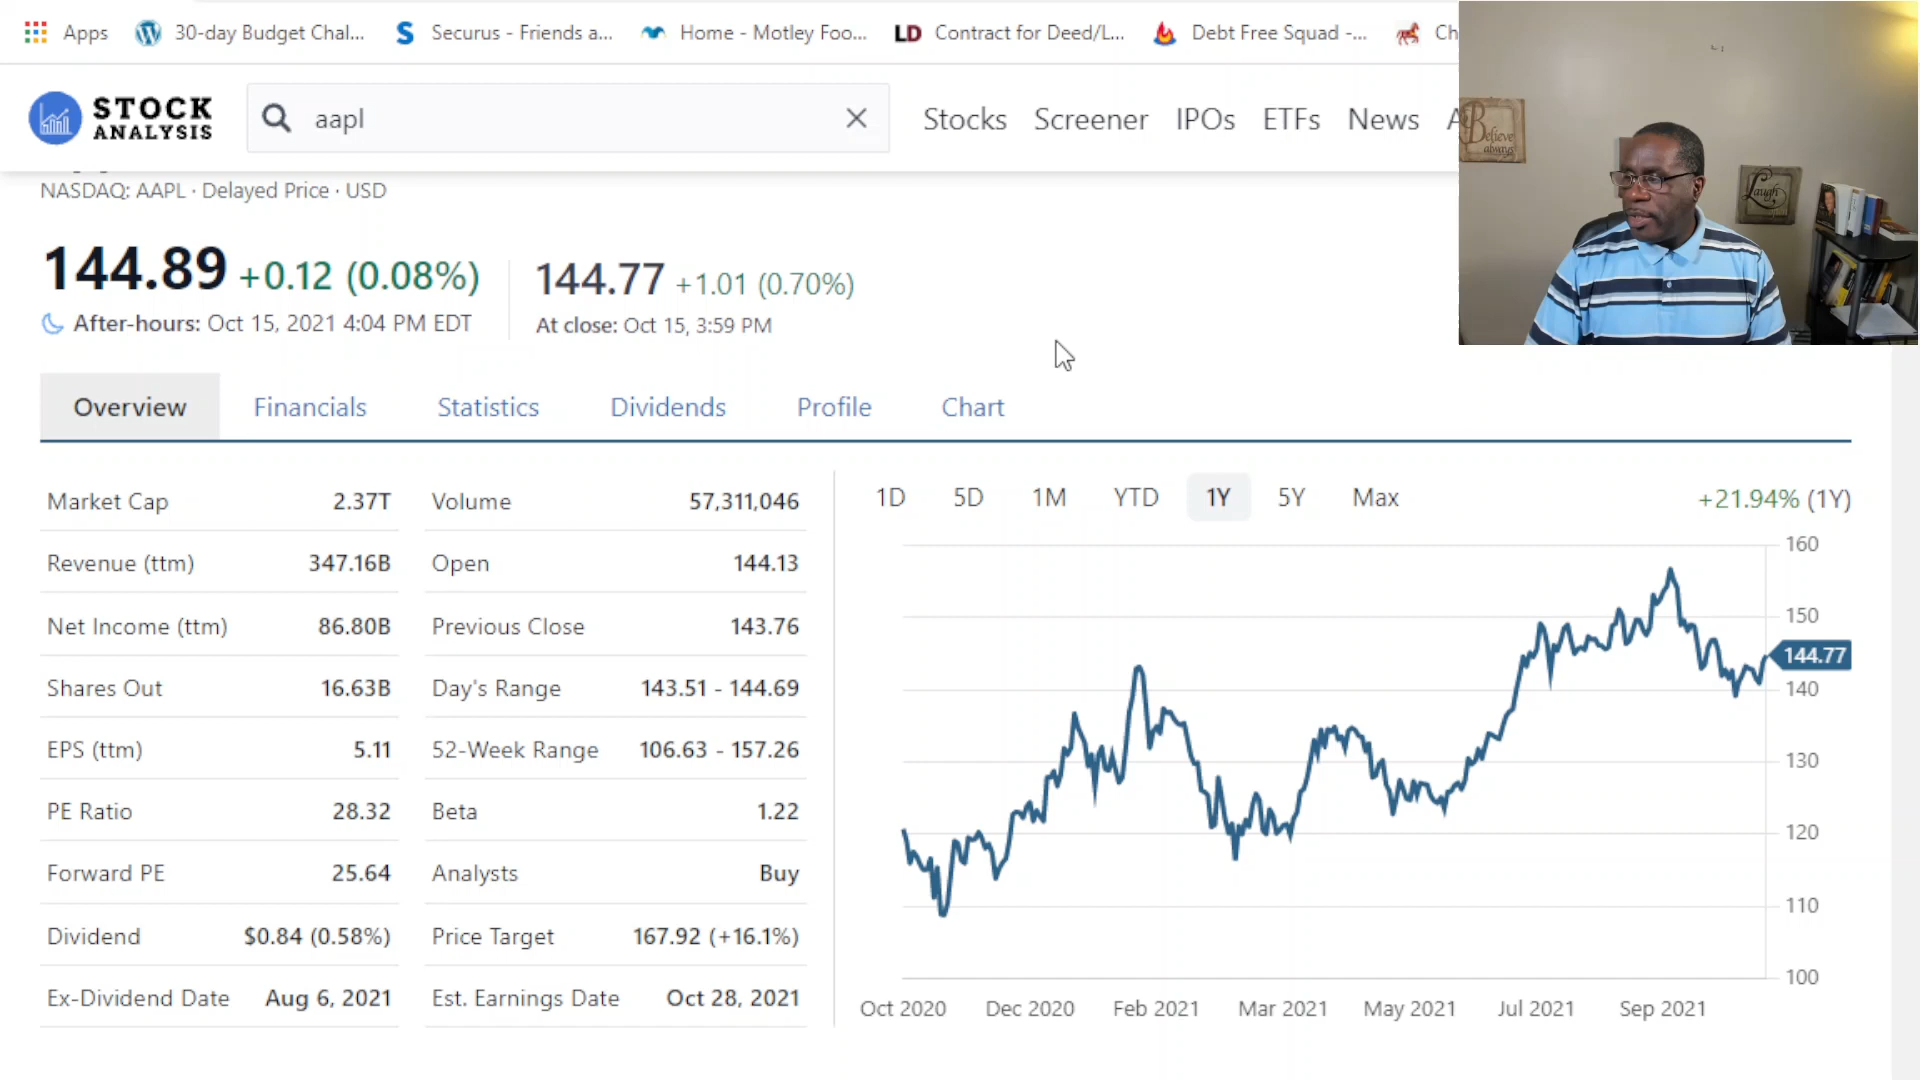 Apps 30-day Budget Chal... Securus - Friends a... Home - Motley Foo... LD Contract for Deed/L... Debt Free Squad -... Ch
STOCK ANALYSIS
aapl
Stocks Screener IPOs ETFs News A
NASDAQ: AAPL · Delayed Price · USD
144.89 +0.12 (0.08%)
After-hours: Oct 15, 2021 4:04 PM EDT
144.77 +1.01 (0.70%)
At close: Oct 15, 3:59 PM
Overview Financials Statistics Dividends Profile Chart
Market Cap 2.37T
Revenue (ttm) 347.16B
Net Income (ttm) 86.80B
Shares Out 16.63B
EPS (ttm) 5.11
PE Ratio 28.32
Forward PE 25.64
Dividend $0.84 (0.58%)
Ex-Dividend Date Aug 6, 2021
Volume 57,311,046
Open 144.13
Previous Close 143.76
Day's Range 143.51 - 144.69
52-Week Range 106.63 - 157.26
Beta 1.22
Analysts Buy
Price Target 167.92 (+16.1%)
Est. Earnings Date Oct 28, 2021
1D 5D 1M YTD 1Y 5Y Max
+21.94% (1Y)
160
150
144.77
140
130
120
110
100
Oct 2020 Dec 2020 Feb 2021 Mar 2021 May 2021 Jul 2021 Sep 2021
Believe
always
Laugh